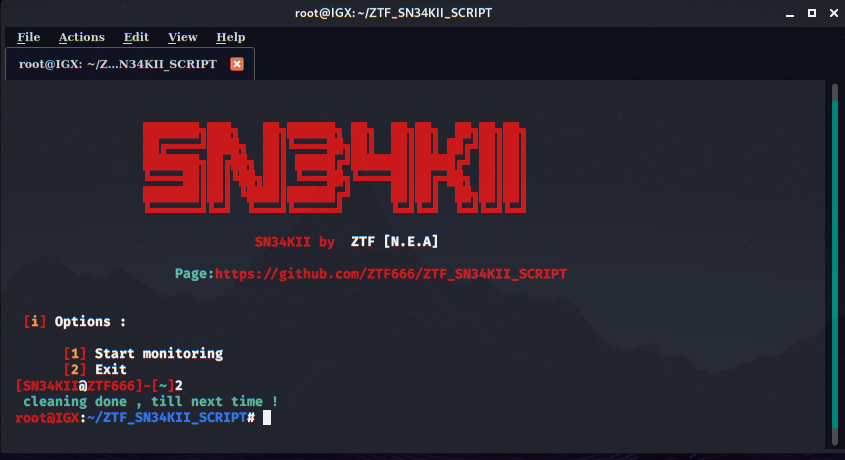 root@IGX:~/ZTF_SN34KII_SCRIPT
File Actions Edit View Help
root@IGX: ~/Z...N34KII_SCRIPT
SN34KII
SN34KII by ZTF [N.E.A]
Page:https://github.com/ZTF666/ZTF_SN34KII_SCRIPT
[i] Options :
[1] Start monitoring
[2] Exit
[SN34KII@ZTF666]-[~]2
cleaning done , till next time !
root@IGX:~/ZTF_SN34KII_SCRIPT#